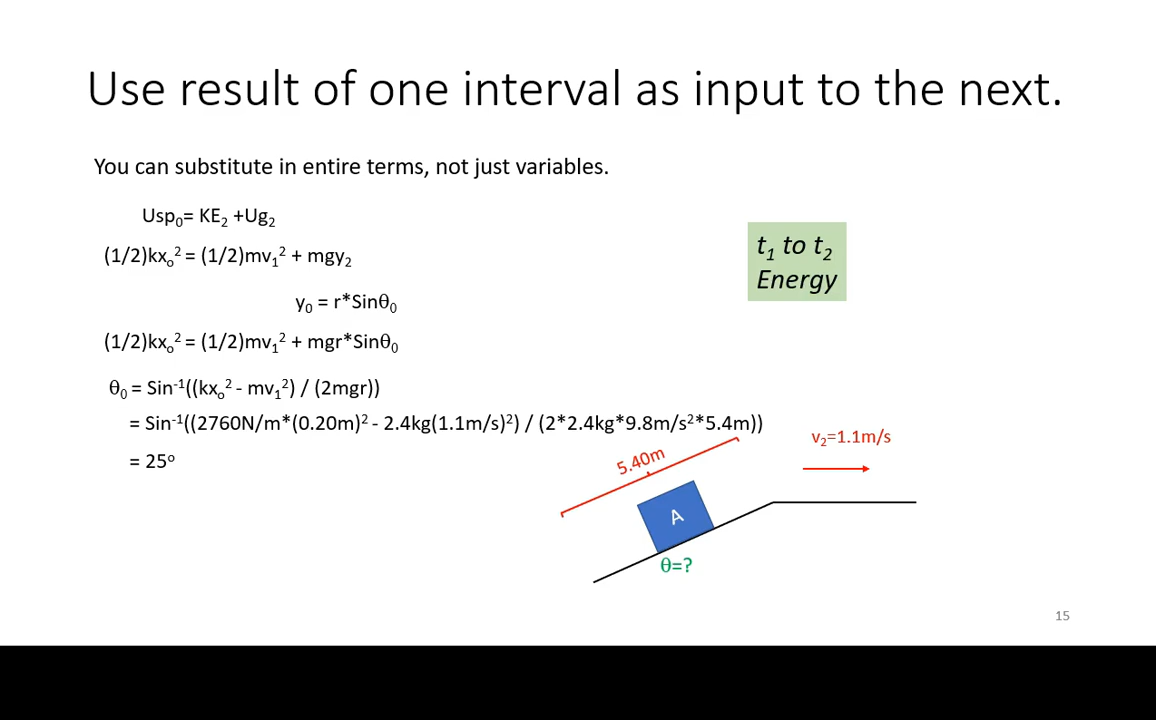 Use result of one interval as input to the next.
You can substitute in entire terms, not just variables.
Usp₀= KE₂ +Ug₂
(1/2)kxₒ² = (1/2)mv₁² + mgy₂
y₀ = r*Sinθ₀
(1/2)kxₒ² = (1/2)mv₁² + mgr*Sinθ₀
θ₀ = Sin⁻¹((kxₒ² - mv₁²) / (2mgr))
= Sin⁻¹((2760N/m*(0.20m)² - 2.4kg(1.1m/s)²) / (2*2.4kg*9.8m/s²*5.4m))
= 25º
t₁ to t₂
Energy
5.40m
v₂=1.1m/s
A
θ=?
15